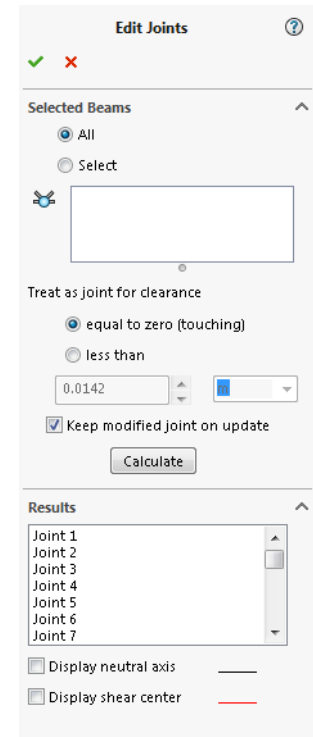 Edit Joints
?
Selected Beams
All
Select
Treat as joint for clearance
equal to zero (touching)
less than
0.0142 m
Keep modified joint on update
Calculate
Results
Joint 1
Joint 2
Joint 3
Joint 4
Joint 5
Joint 6
Joint 7
Display neutral axis
Display shear center